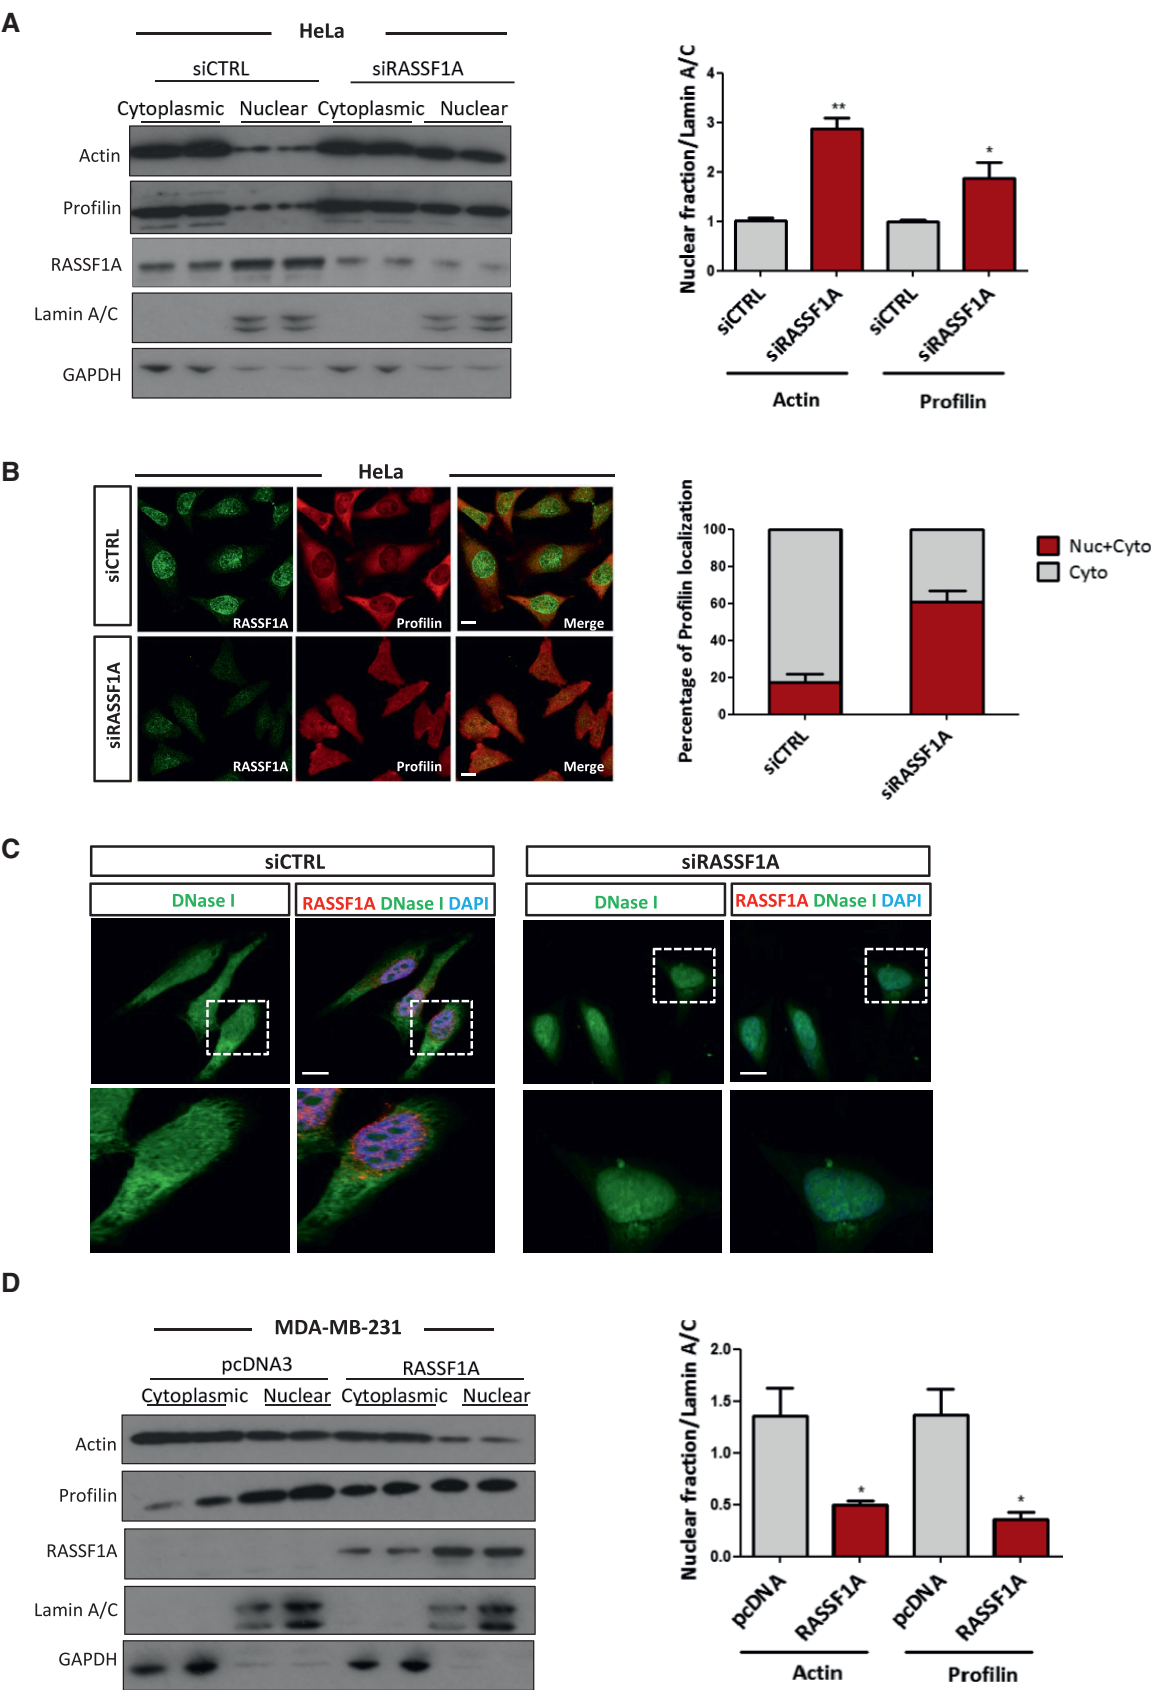 A
HeLa
siCTRL siRASSF1A
Cytoplasmic Nuclear Cytoplasmic Nuclear
Actin
Profilin
RASSF1A
Lamin A/C
GAPDH
Nuclear fraction/Lamin A/C
4
3
2
1
0
** *
siCTRL siRASSF1A siCTRL siRASSF1A
Actin Profilin
B
HeLa
siCTRL
RASSF1A Profilin Merge
siRASSF1A
RASSF1A Profilin Merge
Percentage of Profilin localization
100
80
60
40
20
0
siCTRL siRASSF1A
Nuc+Cyto
Cyto
C
siCTRL siRASSF1A
DNase I RASSF1A DNase I DAPI DNase I RASSF1A DNase I DAPI
D
MDA-MB-231
pcDNA3 RASSF1A
Cytoplasmic Nuclear Cytoplasmic Nuclear
Actin
Profilin
RASSF1A
Lamin A/C
GAPDH
Nuclear fraction/Lamin A/C
2.0
1.5
1.0
0.5
0.0
* *
pcDNA RASSF1A pcDNA RASSF1A
Actin Profilin